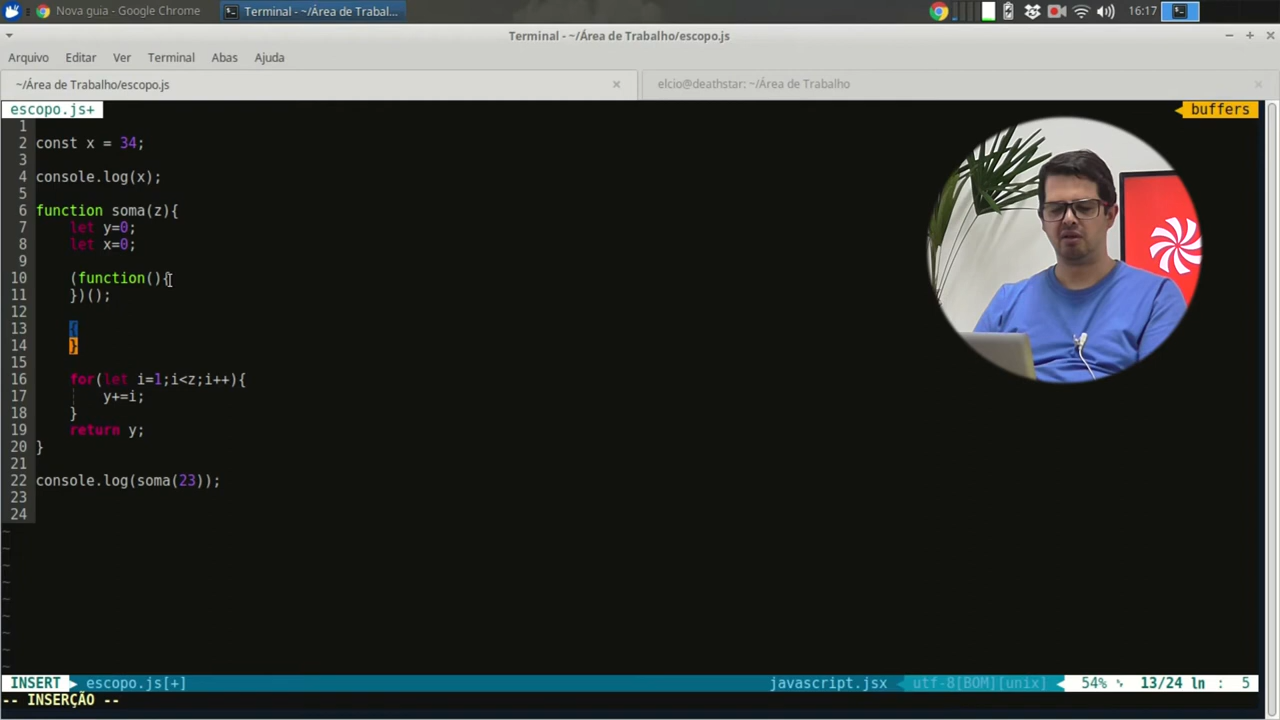 Nova guia - Google Chrome
Terminal - ~/Área de Trabal...
16:17
Terminal - ~/Área de Trabalho/escopo.js
Arquivo Editar Ver Terminal Abas Ajuda
~/Área de Trabalho/escopo.js
elcio@deathstar: ~/Área de Trabalho
escopo.js+
buffers
1
2 const x = 34;
3
4 console.log(x);
5
6 function soma(z){
7 let y=0;
8 let x=0;
9
10 (function(){
11 })();
12
13 {
14 }
15
16 for(let i=1;i<z;i++){
17 y+=i;
18 }
19 return y;
20 }
21
22 console.log(soma(23));
23
24
~
~
~
~
~
~
~
~
~
INSERT escopo.js[+] javascript.jsx utf-8[BOM][unix] 54% 13/24 ln : 5
-- INSERÇÃO --